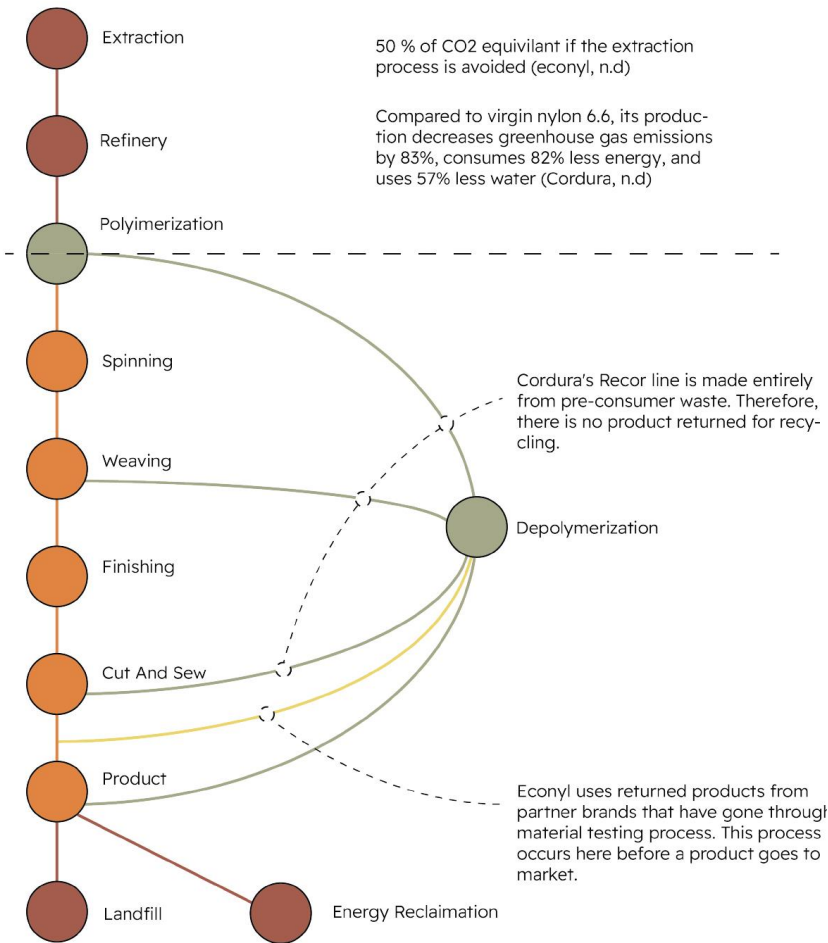 Extraction
50 % of CO2 equivilant if the extraction
process is avoided (econyl, n.d)
Compared to virgin nylon 6.6, its produc-
tion decreases greenhouse gas emissions
by 83%, consumes 82% less energy, and
uses 57% less water (Cordura, n.d)
Refinery
Polyimerization
Spinning
Cordura's Recor line is made entirely
from pre-consumer waste. Therefore,
there is no product returned for recy-
cling.
Weaving
Depolymerization
Finishing
Cut And Sew
Product
Econyl uses returned products from
partner brands that have gone through
material testing process. This process
occurs here before a product goes to
market.
Landfill
Energy Reclaimation